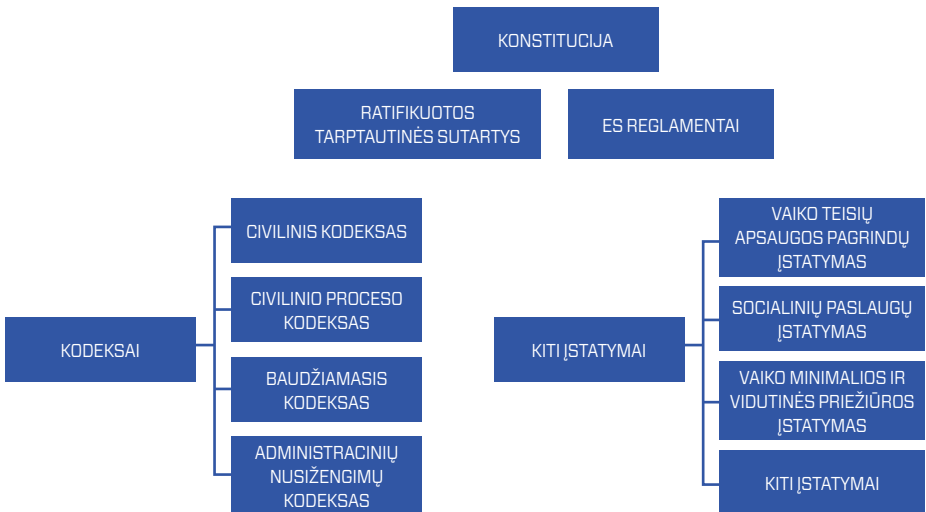 KONSTITUCIJA
RATIFIKUOTOS
TARPTAUTINĖS SUTARTYS
ES REGLAMENTAI
KODEKSAI
CIVILINIS KODEKSAS
CIVILINIO PROCESO
KODEKSAS
BAUDŽIAMASIS
KODEKSAS
ADMINISTRACINIŲ
NUSIŽENGIMŲ
KODEKSAS
KITI ĮSTATYMAI
VAIKO TEISIŲ
APSAUGOS PAGRINDŲ
ĮSTATYMAS
SOCIALINIŲ PASLAUGŲ
ĮSTATYMAS
VAIKO MINIMALIOS IR
VIDUTINĖS PRIEŽIŪROS
ĮSTATYMAS
KITI ĮSTATYMAI